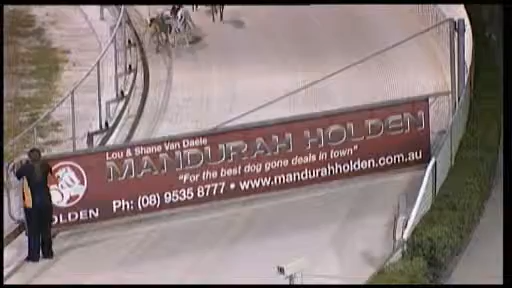 Lou & Shane Van Daele
MANDURAH HOLDEN
"For the best dog gone deals in town"
HOLDEN Ph: (08) 9535 8777 • www.mandurahholden.com.au